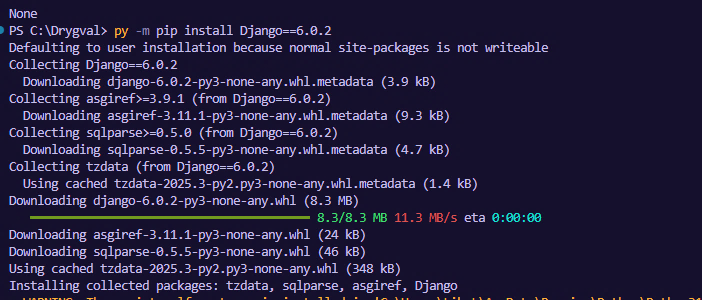 None
PS C:\Drygval> py -m pip install Django==6.0.2
Defaulting to user installation because normal site-packages is not writeable
Collecting Django==6.0.2
  Downloading django-6.0.2-py3-none-any.whl.metadata (3.9 kB)
Collecting asgiref>=3.9.1 (from Django==6.0.2)
  Downloading asgiref-3.11.1-py3-none-any.whl.metadata (9.3 kB)
Collecting sqlparse>=0.5.0 (from Django==6.0.2)
  Downloading sqlparse-0.5.5-py3-none-any.whl.metadata (4.7 kB)
Collecting tzdata (from Django==6.0.2)
  Using cached tzdata-2025.3-py2.py3-none-any.whl.metadata (1.4 kB)
Downloading django-6.0.2-py3-none-any.whl (8.3 MB)
8.3/8.3 MB 11.3 MB/s eta 0:00:00
Downloading asgiref-3.11.1-py3-none-any.whl (24 kB)
Downloading sqlparse-0.5.5-py3-none-any.whl (46 kB)
Using cached tzdata-2025.3-py2.py3-none-any.whl (348 kB)
Installing collected packages: tzdata, sqlparse, asgiref, Django